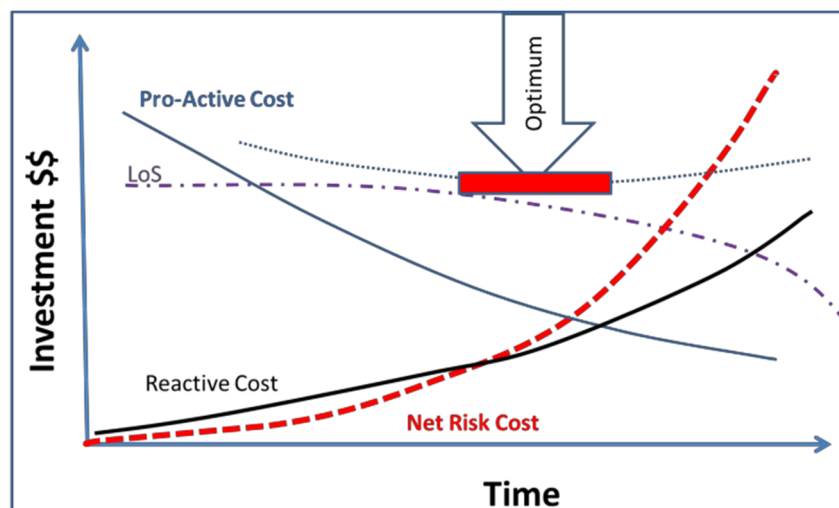 Optimum
Pro-Active Cost
LoS
Investment $$
Reactive Cost
Net Risk Cost
Time